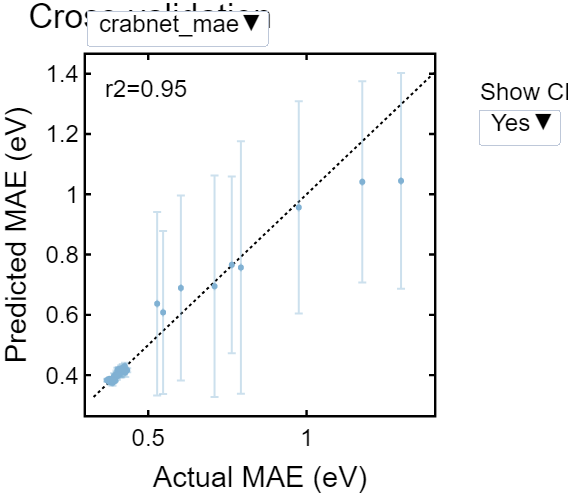 Cross validation
crabnet_mae▼
r2=0.95
Show CI
Yes▼
Predicted MAE (eV)
1.4
1.2
1
0.8
0.6
0.4
0.5
1
Actual MAE (eV)